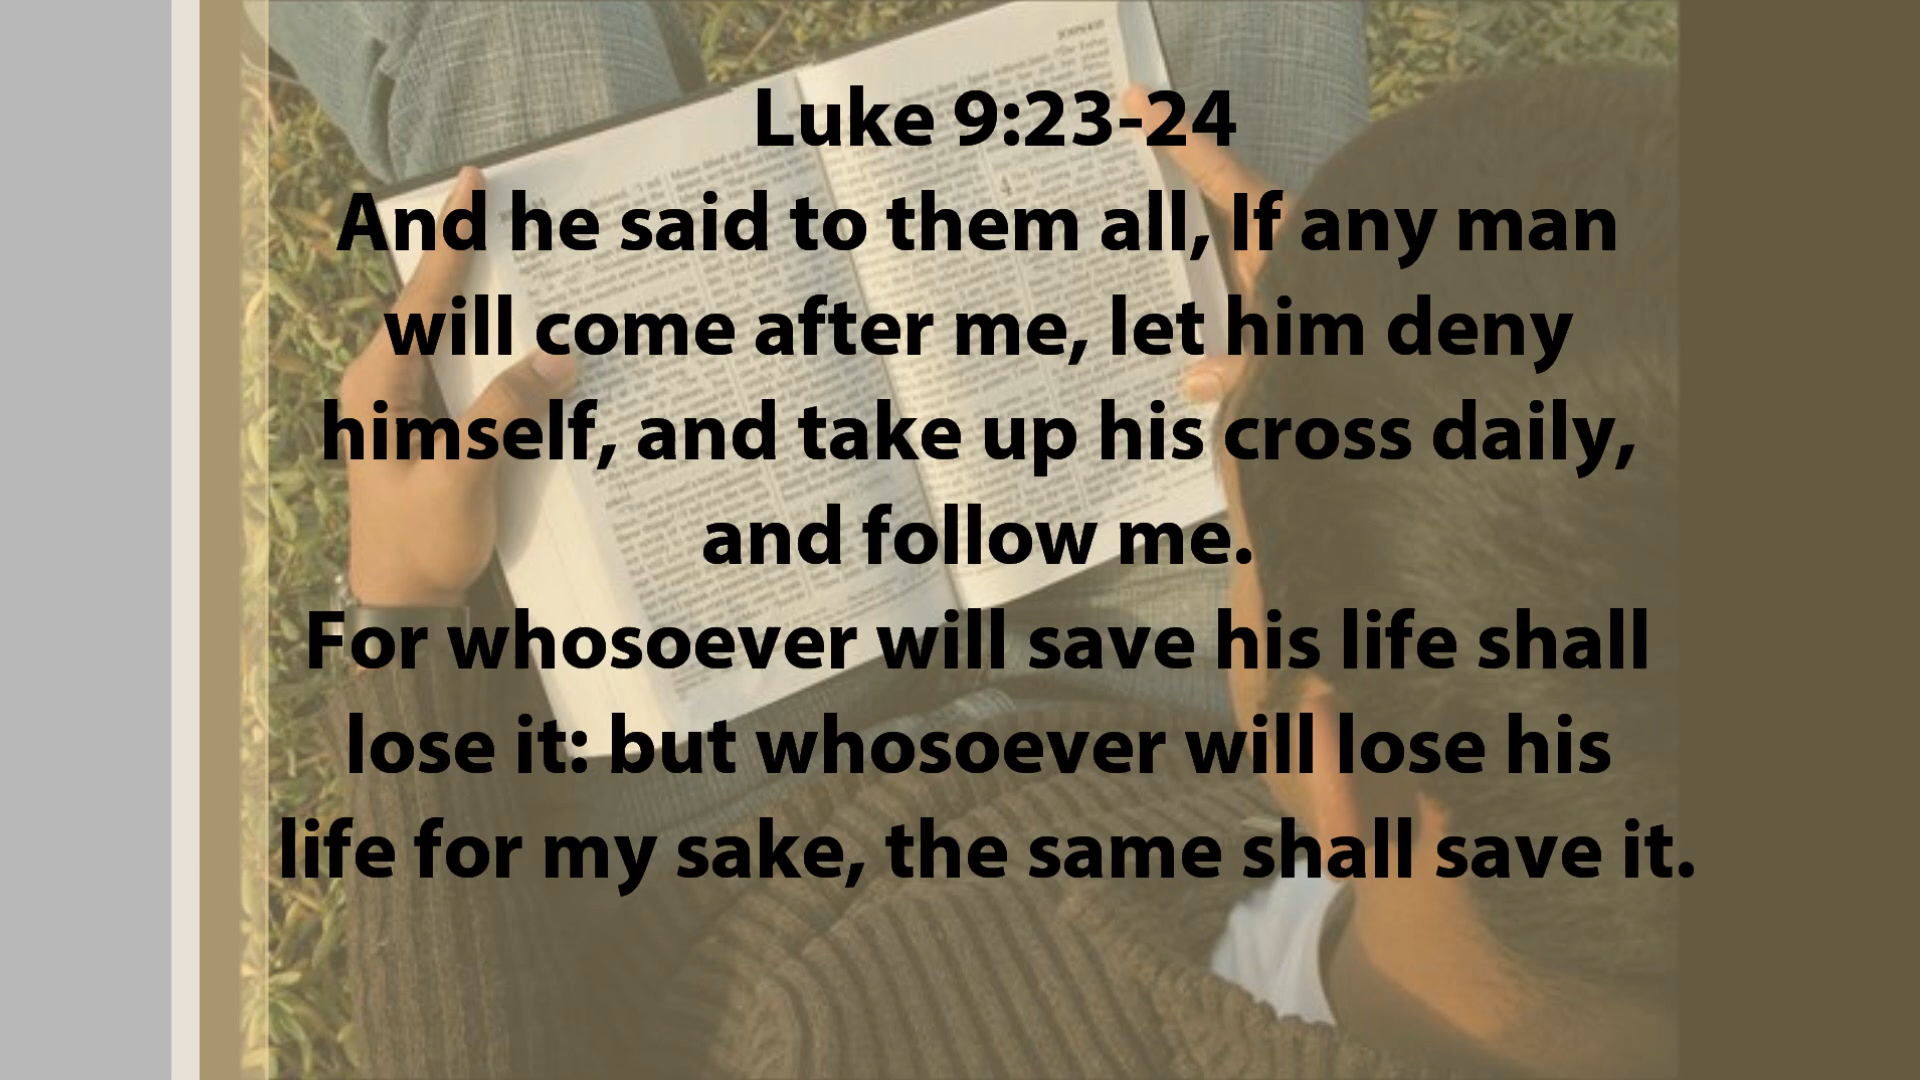 Luke 9:23-24
And he said to them all, If any man
will come after me, let him deny
himself, and take up his cross daily,
and follow me.
For whosoever will save his life shall
lose it: but whosoever will lose his
life for my sake, the same shall save it.